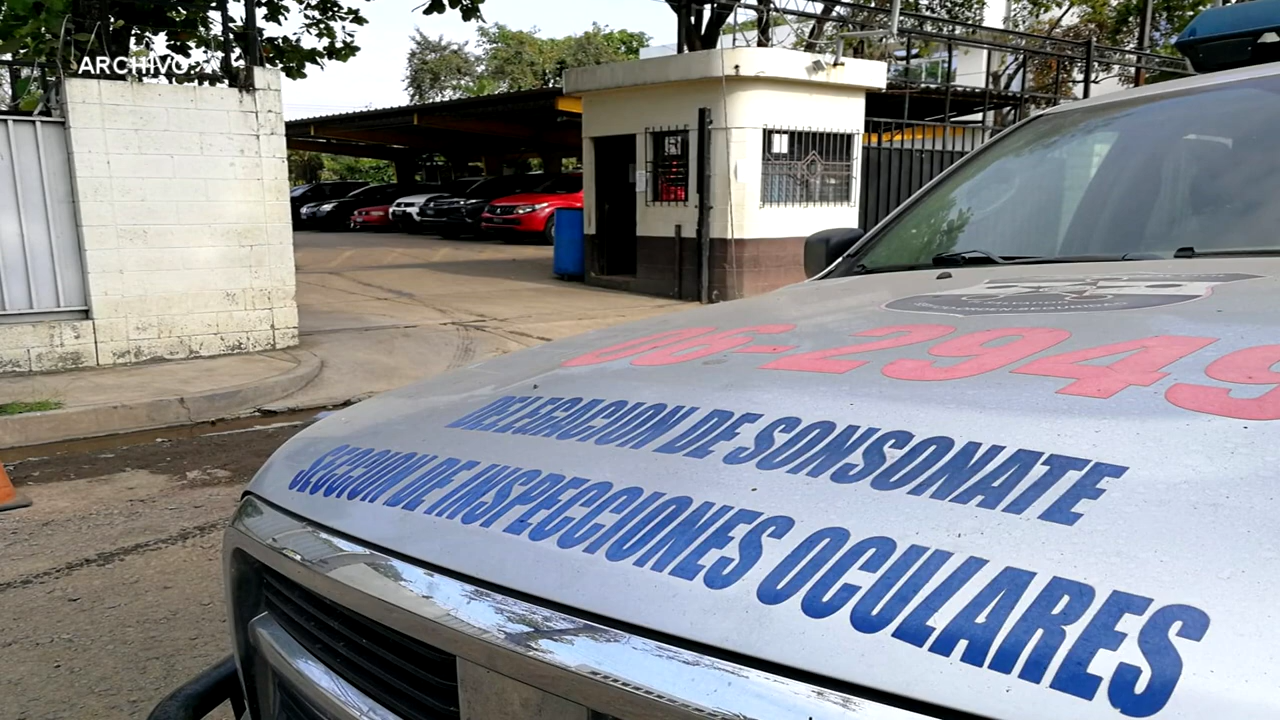 ARCHIVO
06-2949
DELEGACION DE SONSONATE
SECCION DE INSPECCIONES OCULARES